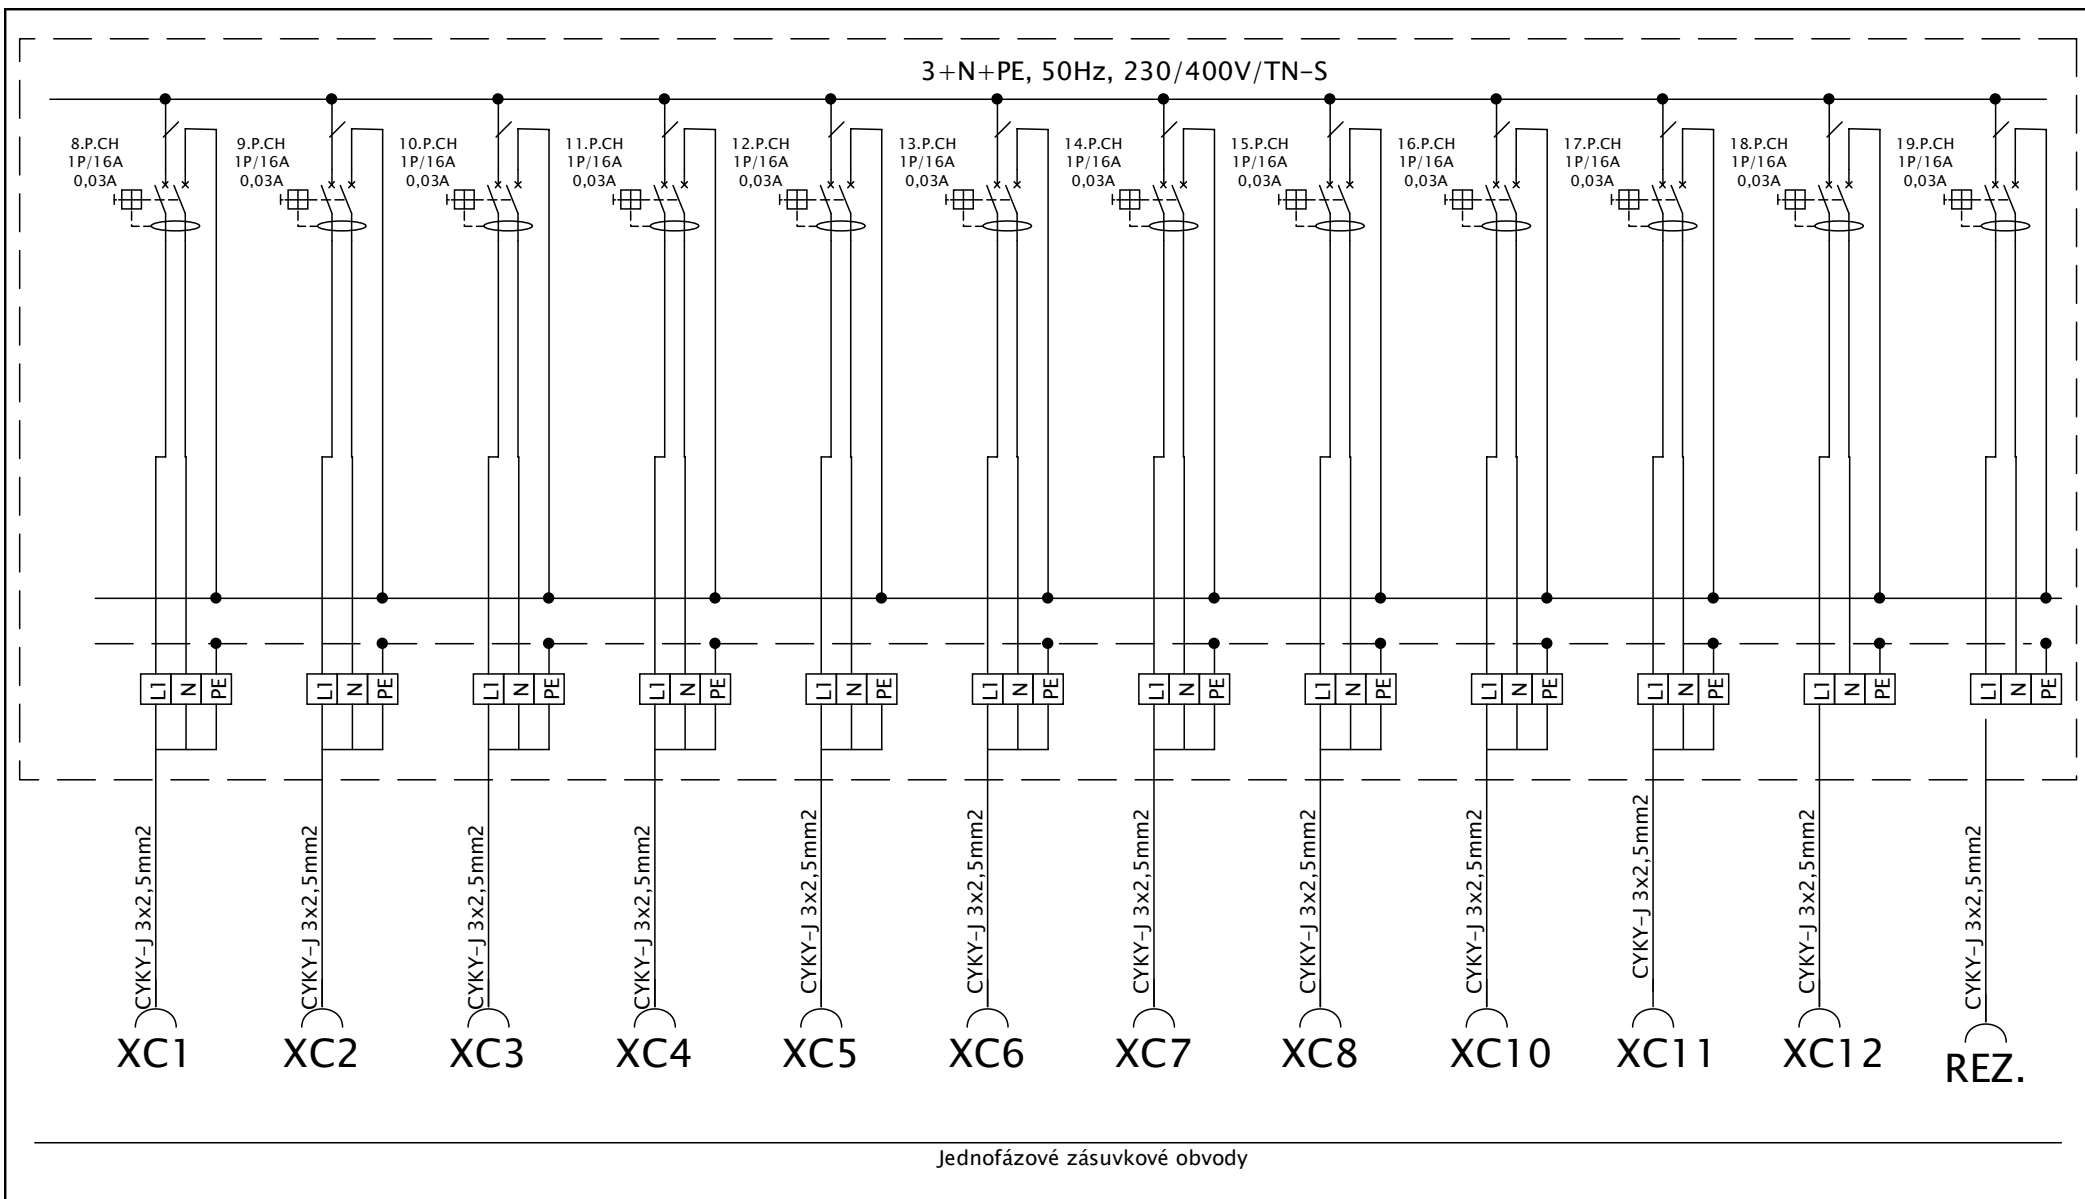 3+N+PE, 50Hz, 230/400V/TN-S
8.P.CH
1P/16A
0,03A
9.P.CH
1P/16A
0,03A
10.P.CH
1P/16A
0,03A
11.P.CH
1P/16A
0,03A
12.P.CH
1P/16A
0,03A
13.P.CH
1P/16A
0,03A
14.P.CH
1P/16A
0,03A
15.P.CH
1P/16A
0,03A
16.P.CH
1P/16A
0,03A
17.P.CH
1P/16A
0,03A
18.P.CH
1P/16A
0,03A
19.P.CH
1P/16A
0,03A
L1 N PE
L1 N PE
L1 N PE
L1 N PE
L1 N PE
L1 N PE
L1 N PE
L1 N PE
L1 N PE
L1 N PE
L1 N PE
L1 N PE
CYKY-J 3x2,5mm2
CYKY-J 3x2,5mm2
CYKY-J 3x2,5mm2
CYKY-J 3x2,5mm2
CYKY-J 3x2,5mm2
CYKY-J 3x2,5mm2
CYKY-J 3x2,5mm2
CYKY-J 3x2,5mm2
CYKY-J 3x2,5mm2
CYKY-J 3x2,5mm2
CYKY-J 3x2,5mm2
CYKY-J 3x2,5mm2
XC1
XC2
XC3
XC4
XC5
XC6
XC7
XC8
XC10
XC11
XC12
REZ.
Jednofázové zásuvkové obvody